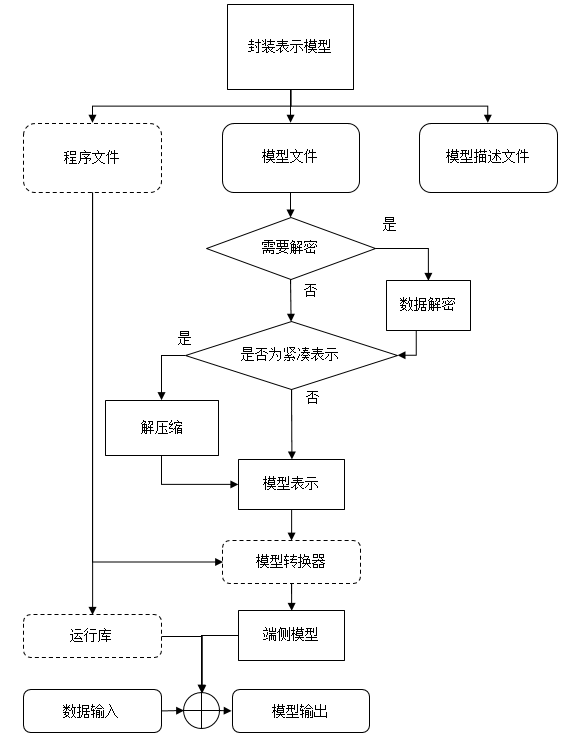 封装表示模型
程序文件
模型文件
模型描述文件
需要解密
是
否
数据解密
是否为紧凑表示
是
否
解压缩
模型表示
模型转换器
运行库
端侧模型
数据输入
模型输出